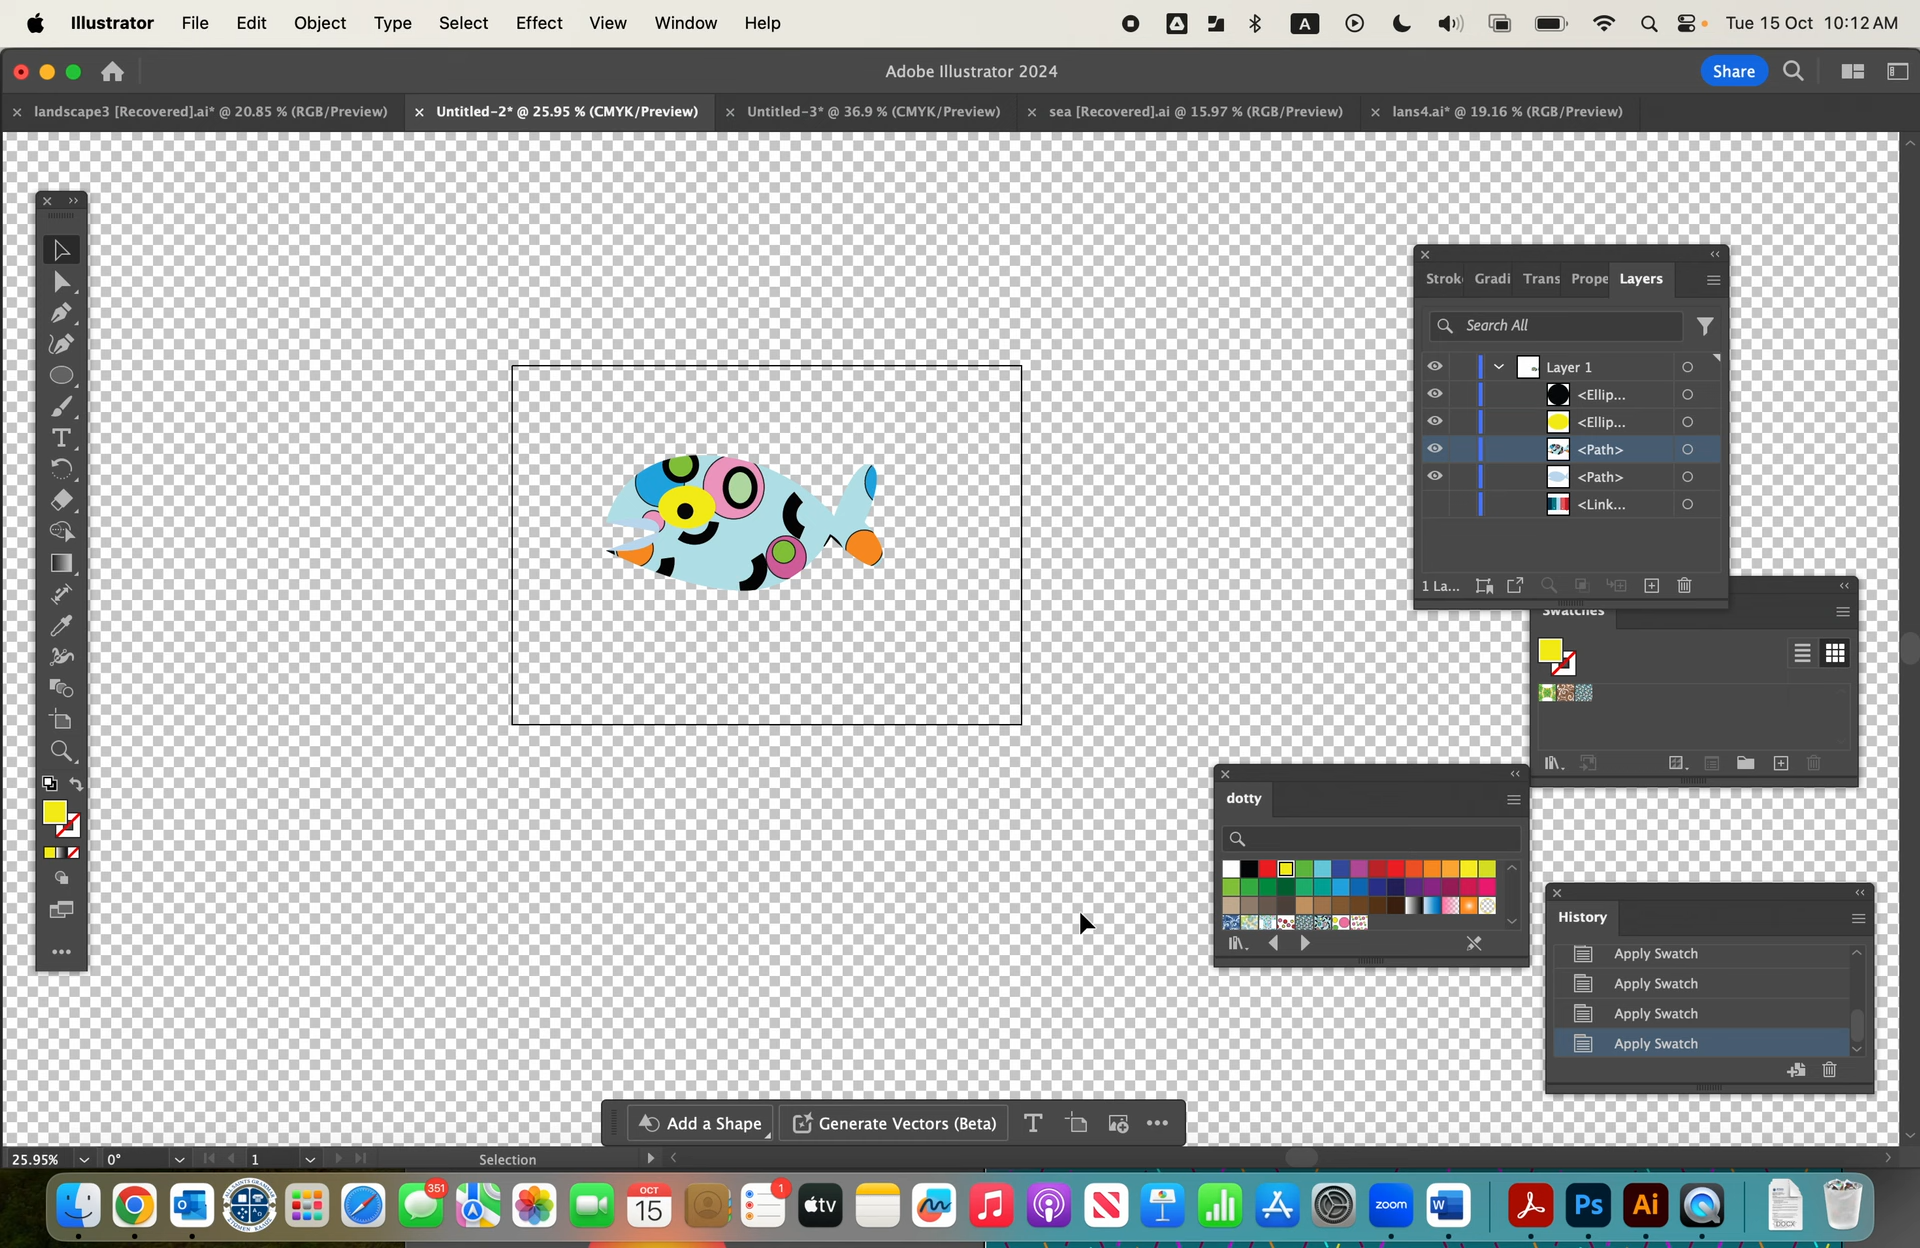 Illustrator File Edit Object Type Select Effect View Window Help A Tue 15 Oct 10:12 AM
Adobe Illustrator 2024 Share
landscape3 [Recovered].ai* @ 20.85 % (RGB/Preview) Untitled-2* @ 25.95 % (CMYK/Preview) Untitled-3* @ 36.9 % (CMYK/Preview) sea [Recovered].ai @ 15.97 % (RGB/Preview) lans4.ai* @ 19.16 % (RGB/Preview)
Strok Gradi Trans Prope Layers
Search All
Layer 1
<Ellip...
<Ellip...
<Path>
<Path>
<Link...
1 La...
Swatches
dotty
History
Apply Swatch
Apply Swatch
Apply Swatch
Apply Swatch
Add a Shape Generate Vectors (Beta)
25.95% 0° 1 Selection
351 OCT 15 1 tv zoom W Ps Ai
DOCX